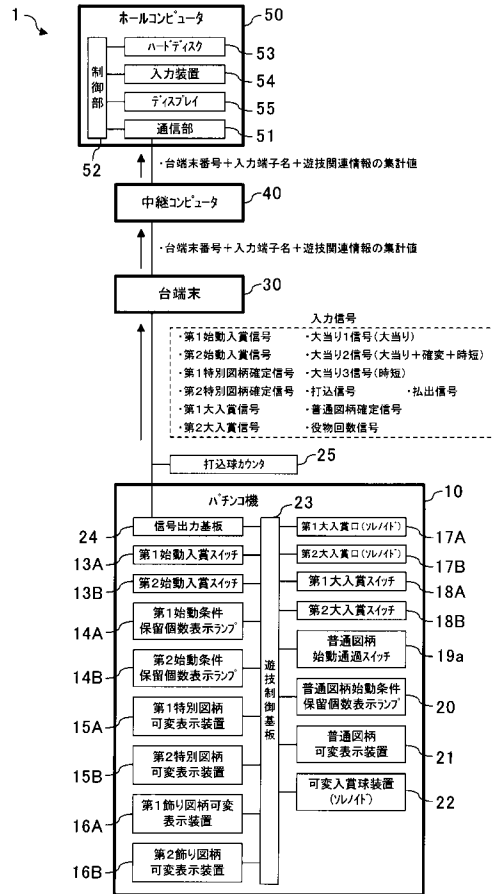 1
ホールコンピュータ
50
制御部
ハードディスク
53
入力装置
54
ディスプレイ
55
通信部
51
52
・台端末番号＋入力端子名＋遊技関連情報の集計値
中継コンピュータ
40
・台端末番号＋入力端子名＋遊技関連情報の集計値
台端末
30
入力信号
・第1始動入賞信号
・大当り1信号(大当り)
・第2始動入賞信号
・大当り2信号(大当り＋確変＋時短)
・第1特別図柄確定信号
・大当り3信号(時短)
・第2特別図柄確定信号
・打込信号
・払出信号
・第1大入賞信号
・普通図柄確定信号
・第2大入賞信号
・役物回数信号
打込球カウンタ
25
パチンコ機
10
23
遊技制御基板
信号出力基板
24
第1始動入賞スイッチ
13A
第2始動入賞スイッチ
13B
第1始動条件
保留個数表示ランプ
14A
第2始動条件
保留個数表示ランプ
14B
第1特別図柄
可変表示装置
15A
第2特別図柄
可変表示装置
15B
第1飾り図柄可変
表示装置
16A
第2飾り図柄可変
表示装置
16B
第1大入賞口(ソレノイド)
17A
第2大入賞口(ソレノイド)
17B
第1大入賞スイッチ
18A
第2大入賞スイッチ
18B
普通図柄
始動通過スイッチ
19a
普通図柄始動条件
保留個数表示ランプ
20
普通図柄
可変表示装置
21
可変入賞球装置
(ソレノイド)
22